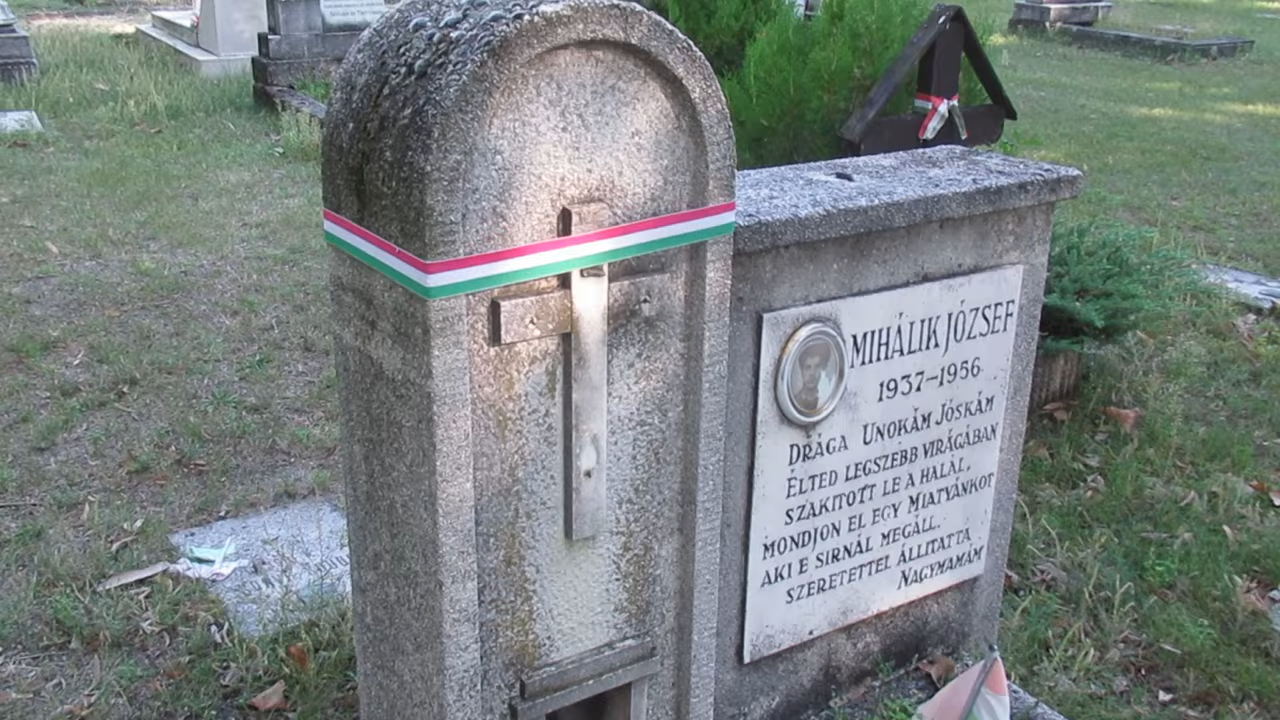 MIHÁLIK JÓZSEF
1937-1956
DRÁGA UNOKÁM JÓSKÁM
ÉLTED LEGSZEBB VIRÁGÁBAN
SZAKITOTT LE A HALÁL,
MONDJON EL EGY MIATYÁNKOT
AKI E SIRNÁL MEGÁLL.
SZERETETTEL ÁLLITATTA
NAGYMAMÁM